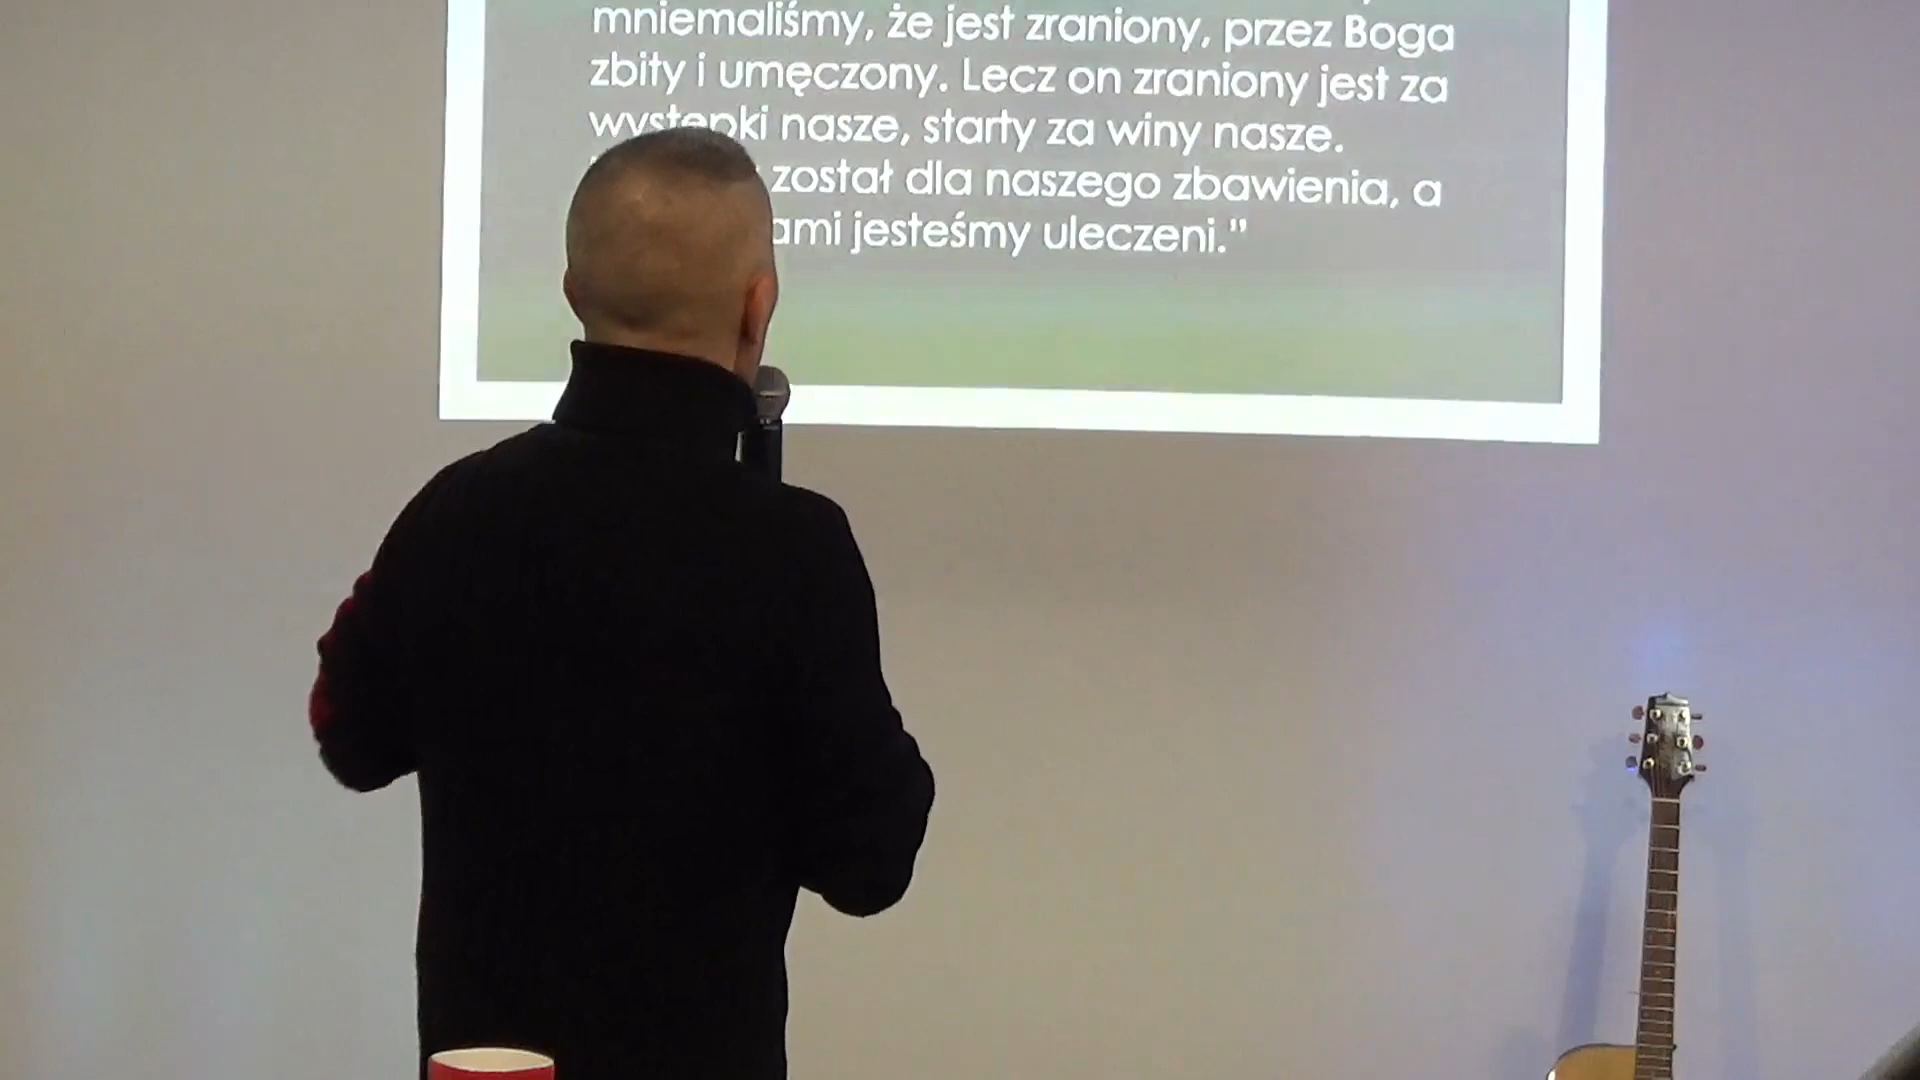 mniemaliśmy, że jest zraniony, przez Boga
zbity i umęczony. Lecz on zraniony jest za
występki nasze, starty za winy nasze.
został dla naszego zbawienia, a
ami jesteśmy uleczeni."